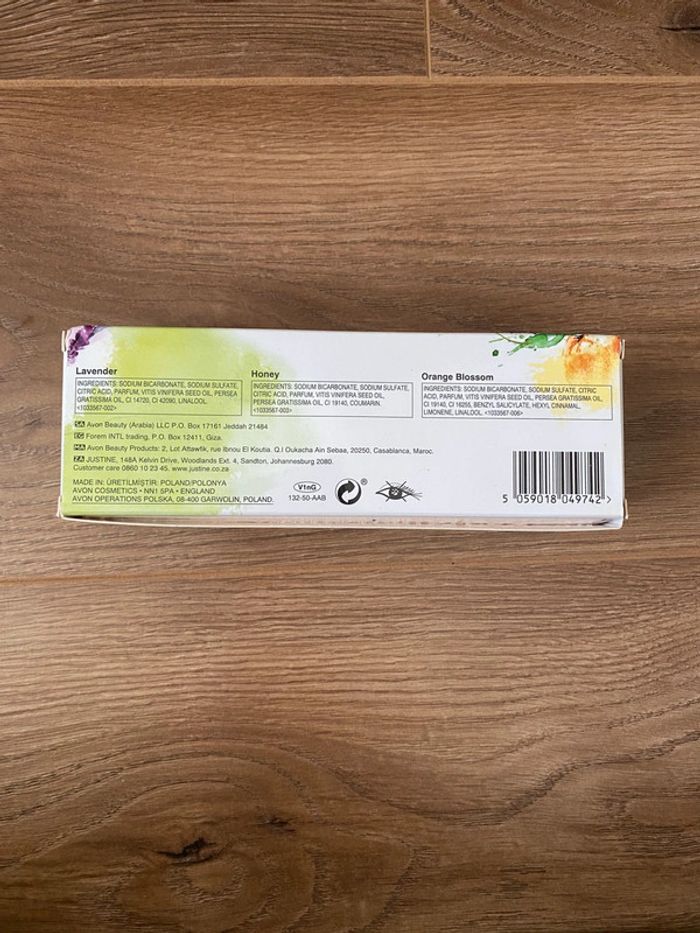 Lavender
INGREDIENTS: SODIUM BICARBONATE, SODIUM SULFATE,
CITRIC ACID, PARFUM, VITIS VINIFERA SEED OIL, PERSEA
GRATISSIMA OIL, CI 14720, CI 42090, LINALOOL.
<1033567-002>
Honey
INGREDIENTS: SODIUM BICARBONATE, SODIUM SULFATE,
CITRIC ACID, PARFUM, VITIS VINIFERA SEED OIL,
PERSEA GRATISSIMA OIL, CI 19140, COUMARIN.
<1033567-003>
Orange Blossom
INGREDIENTS: SODIUM BICARBONATE, SODIUM SULFATE, CITRIC
ACID, PARFUM, VITIS VINIFERA SEED OIL, PERSEA GRATISSIMA OIL,
CI 19140, CI 16255, BENZYL SALICYLATE, HEXYL CINNAMAL,
LIMONENE, LINALOOL. <1033567-006>
SA Avon Beauty (Arabia) LLC P.O. Box 17161 Jeddah 21484
EG Forem INTL trading, P.O. Box 12411, Giza.
MA Avon Beauty Products: 2, Lot Attawfik, rue Ibnou El Koutia. Q.I Oukacha Ain Sebaa, 20250, Casablanca, Maroc.
ZA JUSTINE, 148A Kelvin Drive, Woodlands Ext. 4, Sandton, Johannesburg 2080.
Customer care 0860 10 23 45. www.justine.co.za
MADE IN: ÜRETİLMİŞTİR: POLAND/POLONYA
AVON COSMETICS • NN1 5PA • ENGLAND
AVON OPERATIONS POLSKA, 08-400 GARWOLIN, POLAND.
V1nG
132-50-AAB
5 059018 049742 >